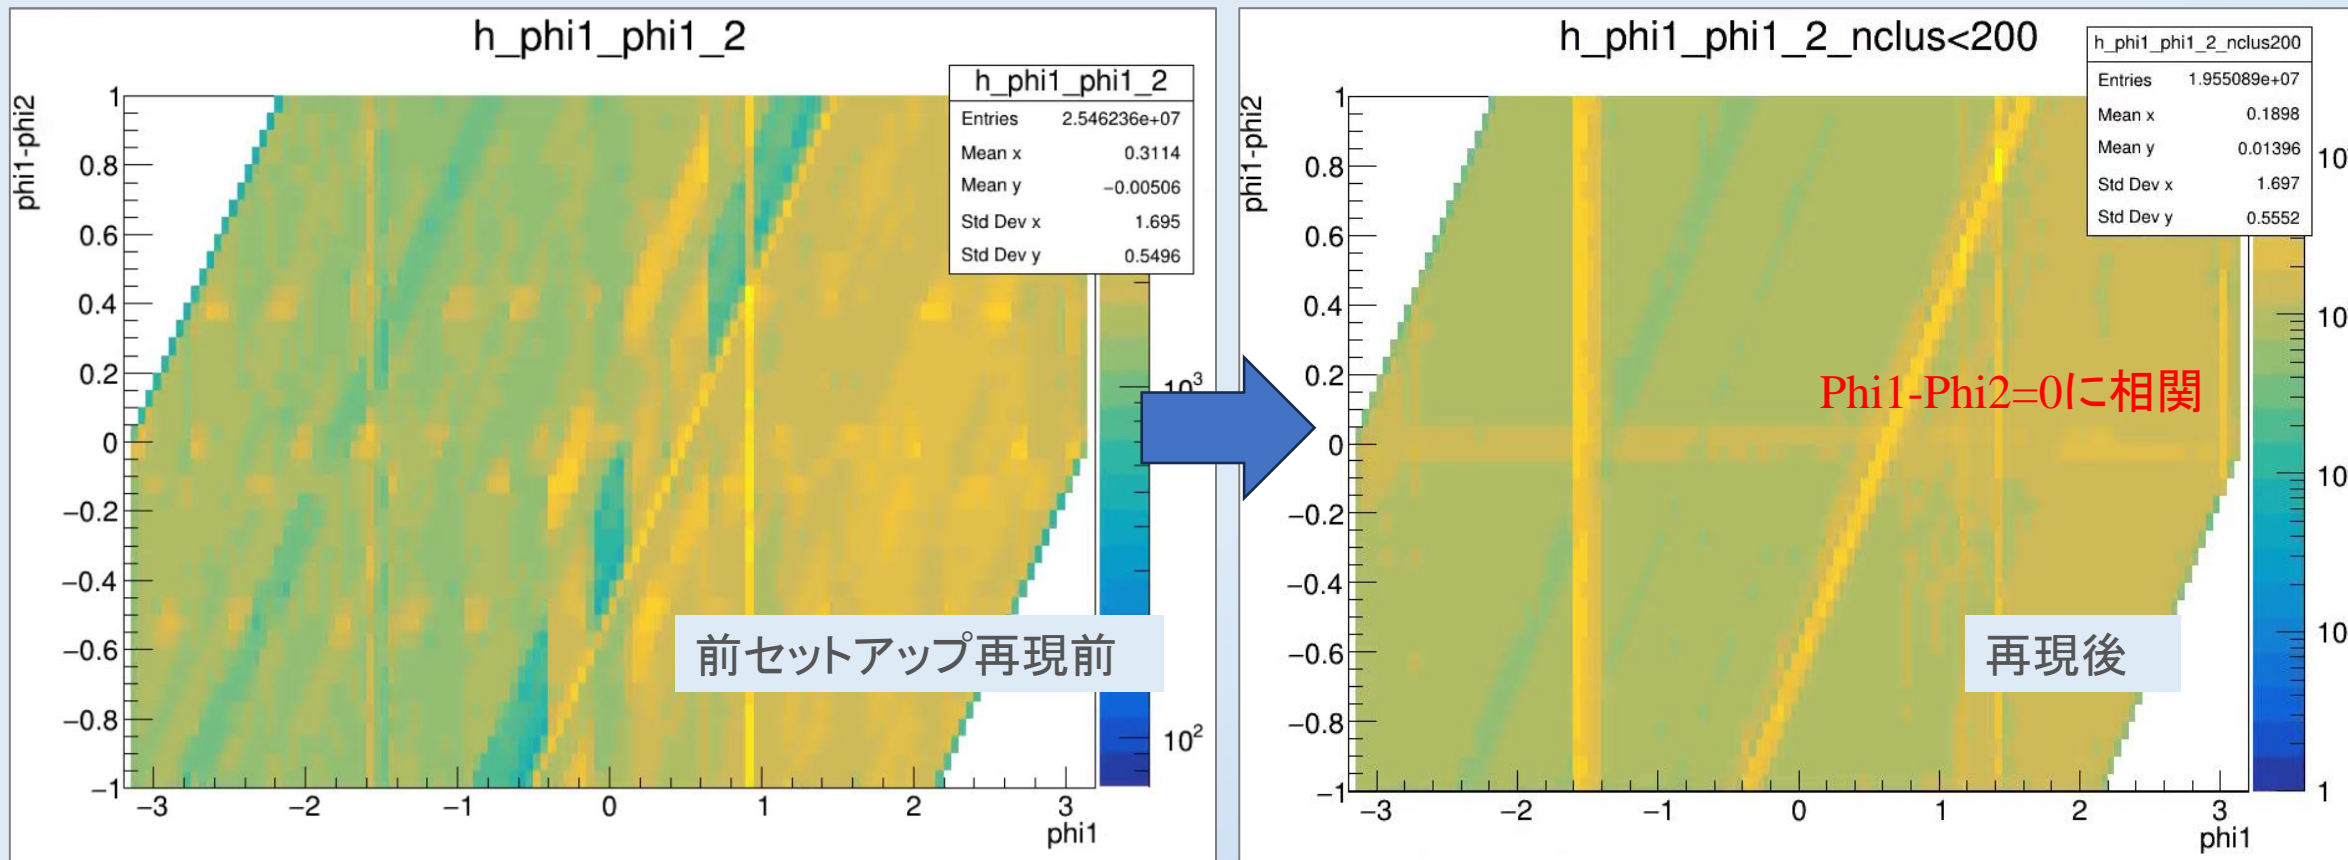 h_phi1_phi1_2
phi1-phi2
h_phi1_phi1_2
Entries 2.546236e+07
Mean x 0.3114
Mean y −0.00506
Std Dev x 1.695
Std Dev y 0.5496
1
0.8
0.6
0.4
0.2
0
−0.2
−0.4
−0.6
−0.8
−1
−3 −2 −1 0 1 2 3
phi1
10³
10²
前セットアップ再現前
h_phi1_phi1_2_nclus<200
phi1-phi2
h_phi1_phi1_2_nclus200
Entries 1.955089e+07
Mean x 0.1898
Mean y 0.01396
Std Dev x 1.697
Std Dev y 0.5552
1
0.8
0.6
0.4
0.2
0
−0.2
−0.4
−0.6
−0.8
−1
−3 −2 −1 0 1 2 3
phi1
10
10
10
1
Phi1-Phi2=0に相関
再現後